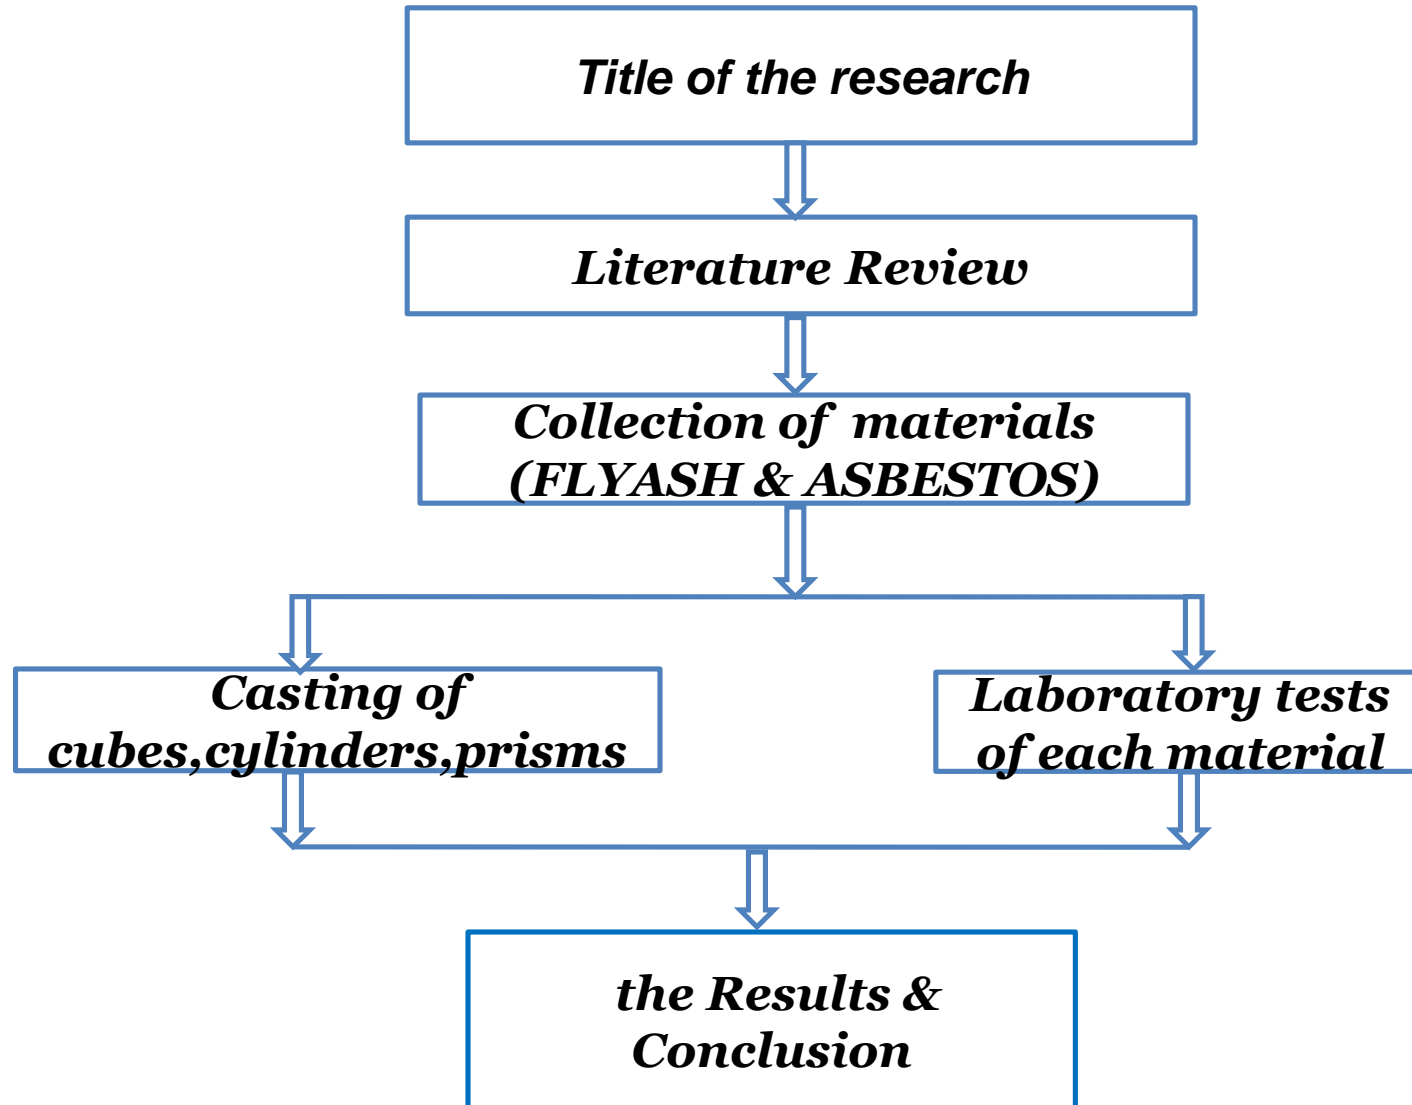 Title of the research
Literature Review
Collection of materials
(FLYASH & ASBESTOS)
Casting of
cubes,cylinders,prisms
Laboratory tests
of each material
the Results &
Conclusion